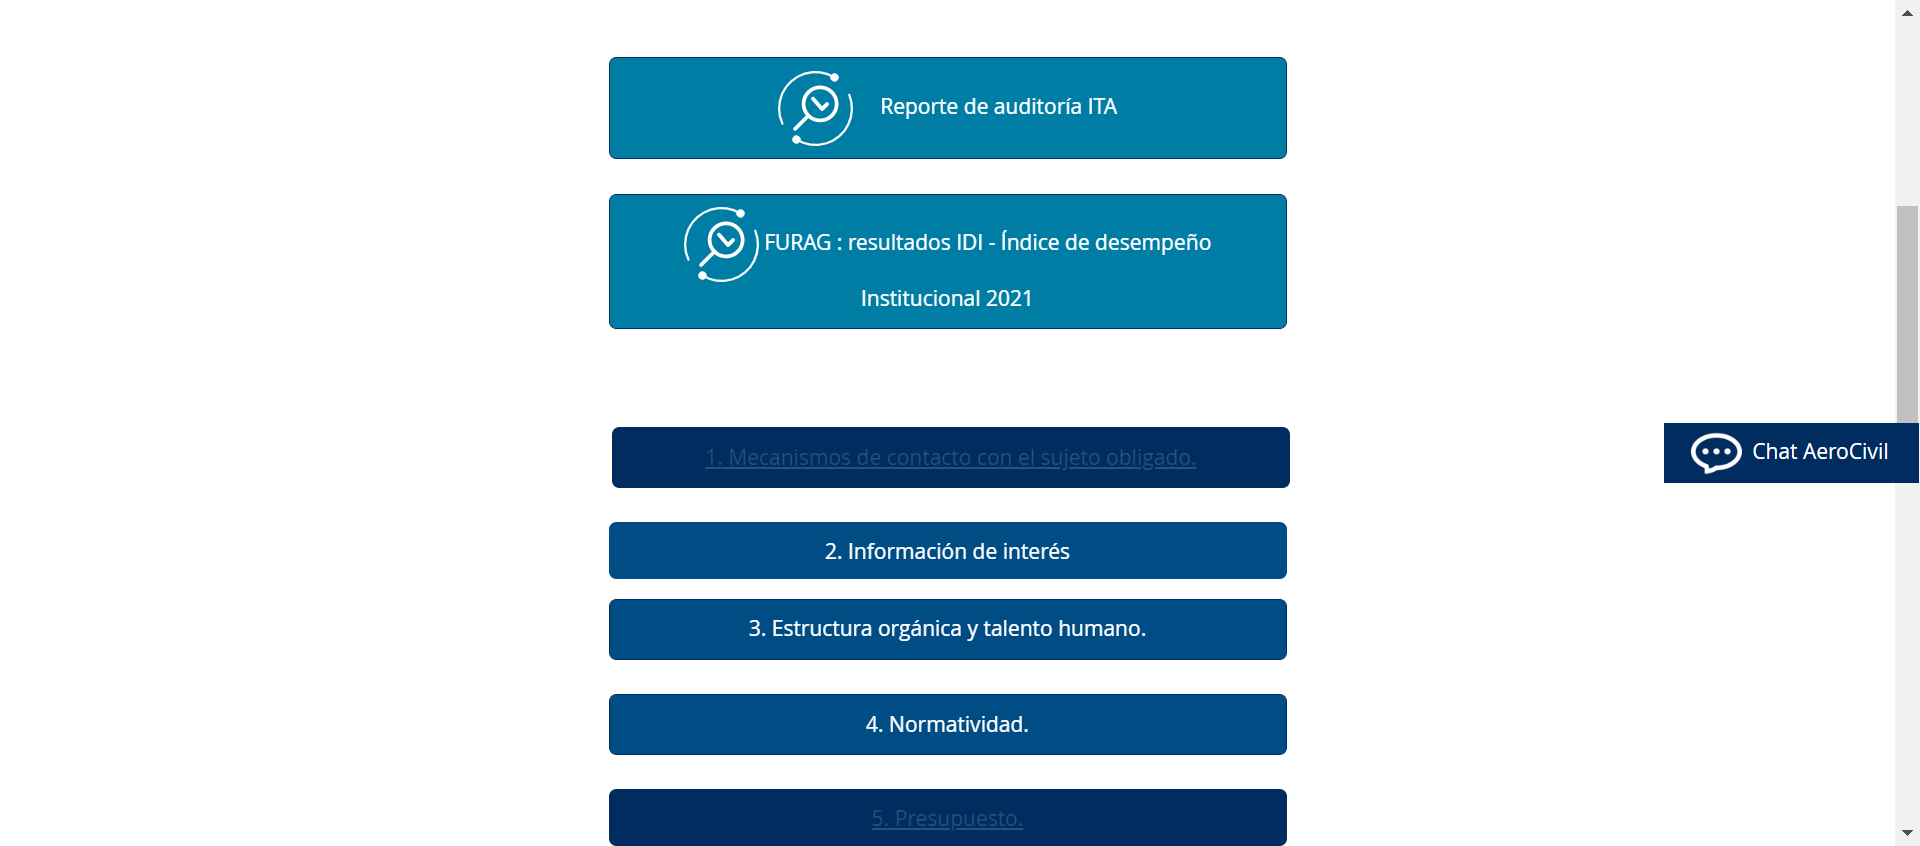 Reporte de auditoría ITA
FURAG : resultados IDI - Índice de desempeño
Institucional 2021
1. Mecanismos de contacto con el sujeto obligado.
Chat AeroCivil
2. Información de interés
3. Estructura orgánica y talento humano.
4. Normatividad.
5. Presupuesto.